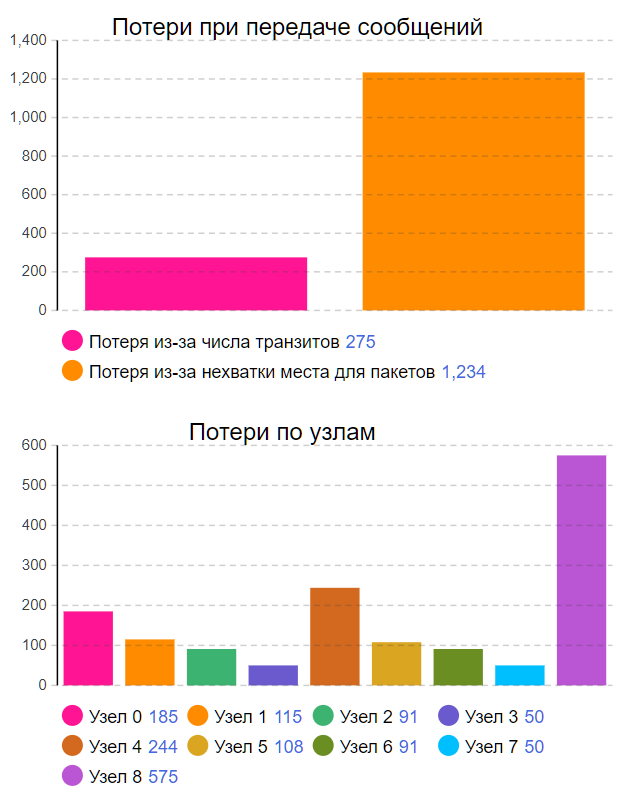 Потери при передаче сообщений
1,400
1,200
1,000
800
600
400
200
0
Потеря из-за числа транзитов 275
Потеря из-за нехватки места для пакетов 1,234
Потери по узлам
600
500
400
300
200
100
0
Узел 0 185 Узел 1 115 Узел 2 91 Узел 3 50
Узел 4 244 Узел 5 108 Узел 6 91 Узел 7 50
Узел 8 575